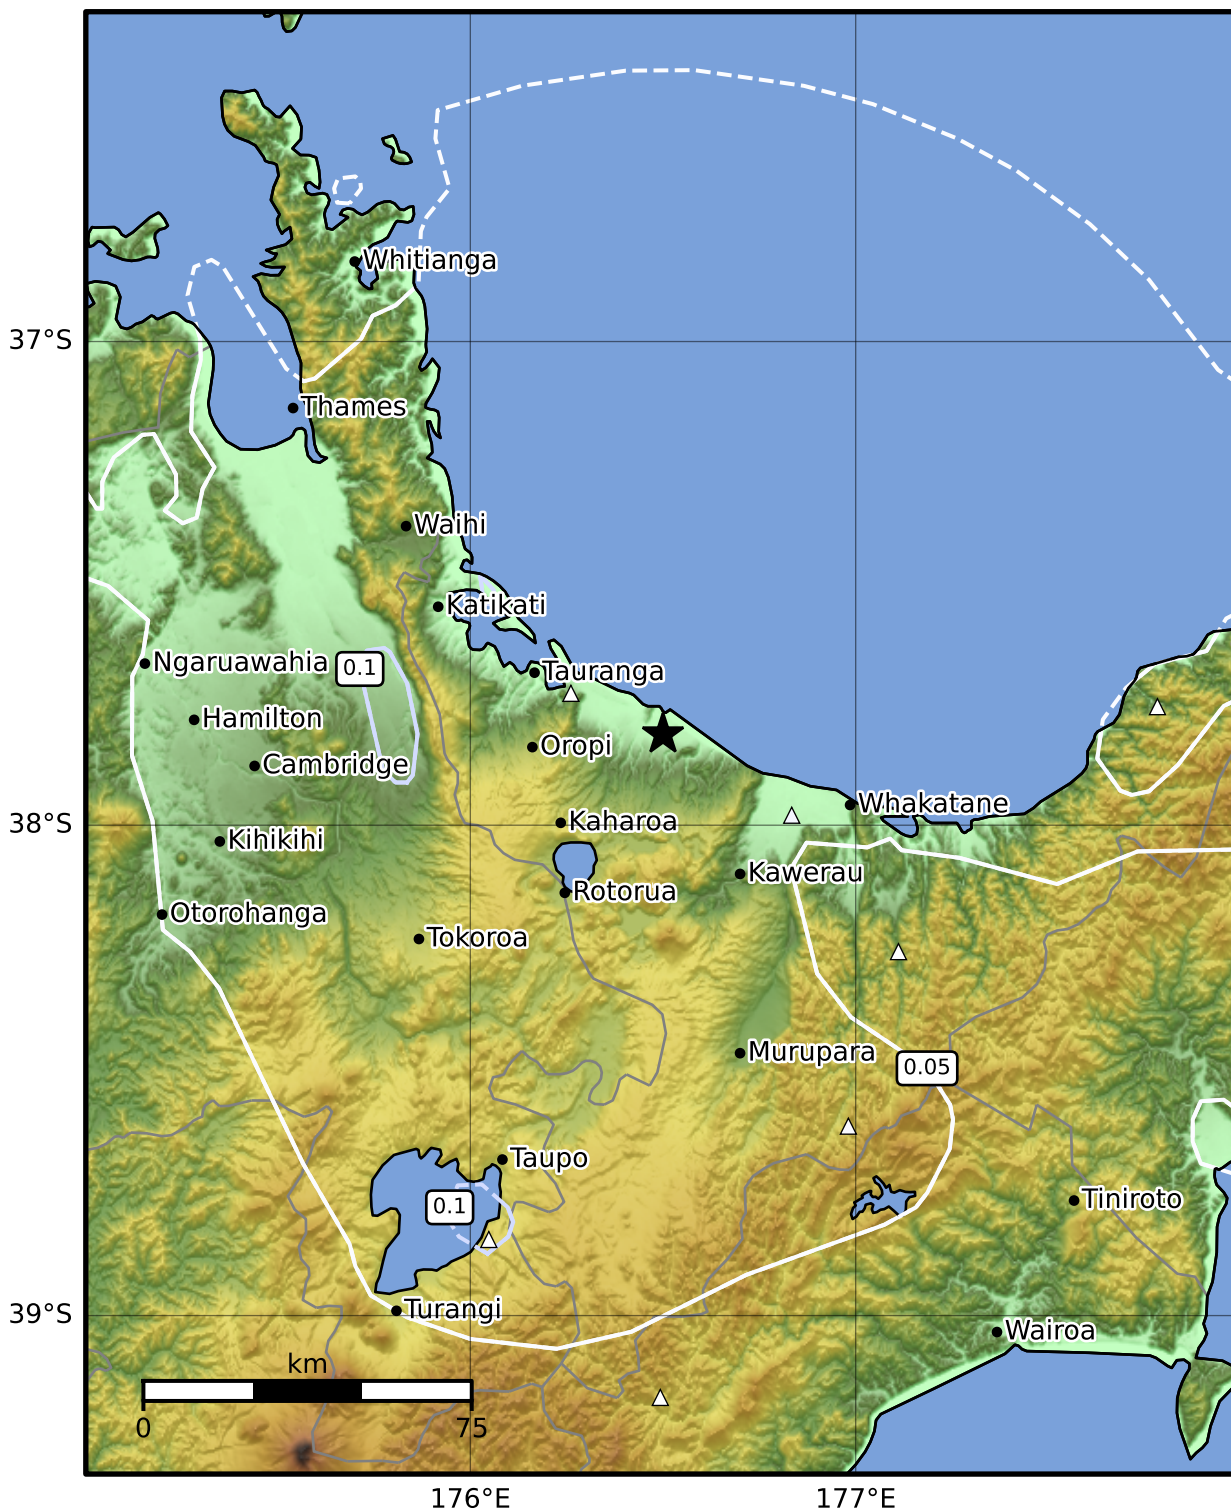 Whitianga
37°S
Thames
Waihi
Katikati
Ngaruawahia
0.1
Tauranga
Hamilton
Oropi
Cambridge
Whakatane
38°S
Kaharoa
Kihikihi
Kawerau
Rotorua
Otorohanga
Tokoroa
Murupara
0.05
Taupo
0.1
Tiniroto
Turangi
39°S
Wairoa
km
0
75
176°E
177°E